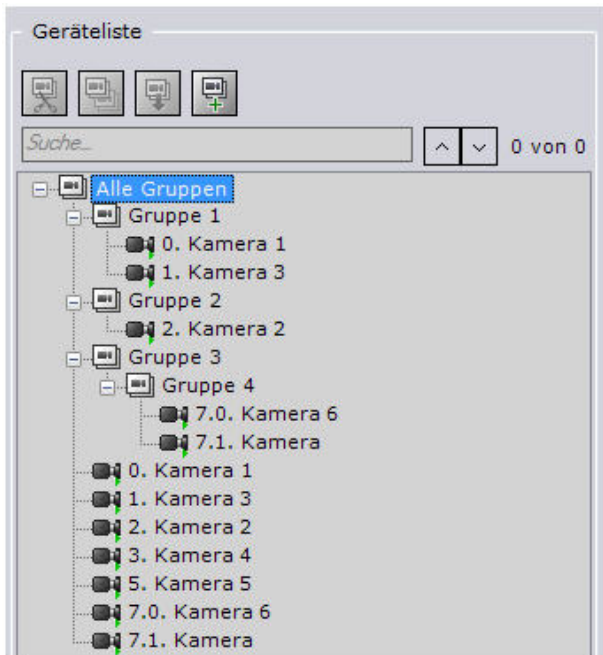 Geräteliste
Suche...
0 von 0
Alle Gruppen
Gruppe 1
0. Kamera 1
1. Kamera 3
Gruppe 2
2. Kamera 2
Gruppe 3
Gruppe 4
7.0. Kamera 6
7.1. Kamera
0. Kamera 1
1. Kamera 3
2. Kamera 2
3. Kamera 4
5. Kamera 5
7.0. Kamera 6
7.1. Kamera